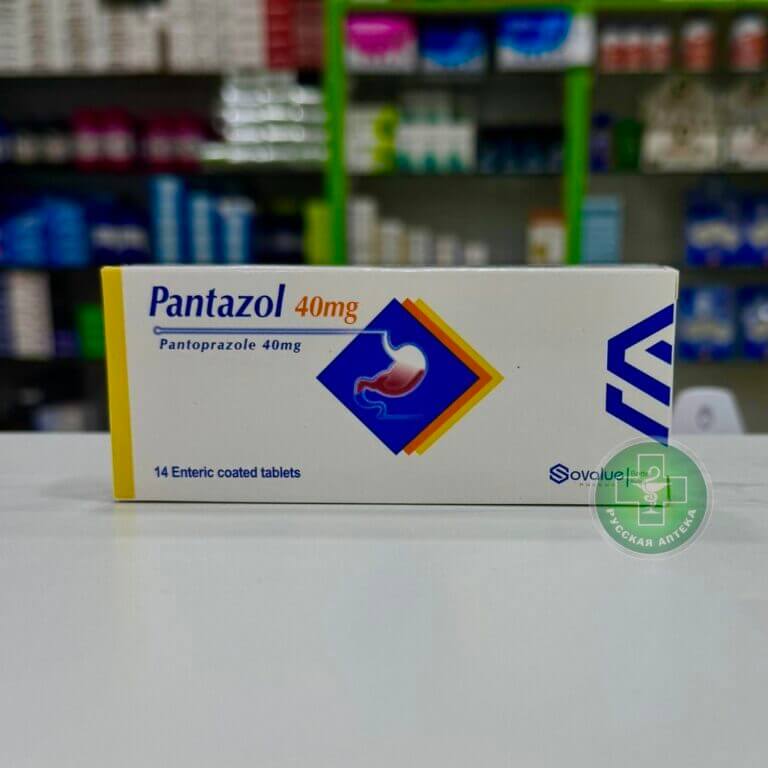 Pantazol 40mg
Pantoprazole 40mg
14 Enteric coated tablets
Sovalue
РУССКАЯ АПТЕКА